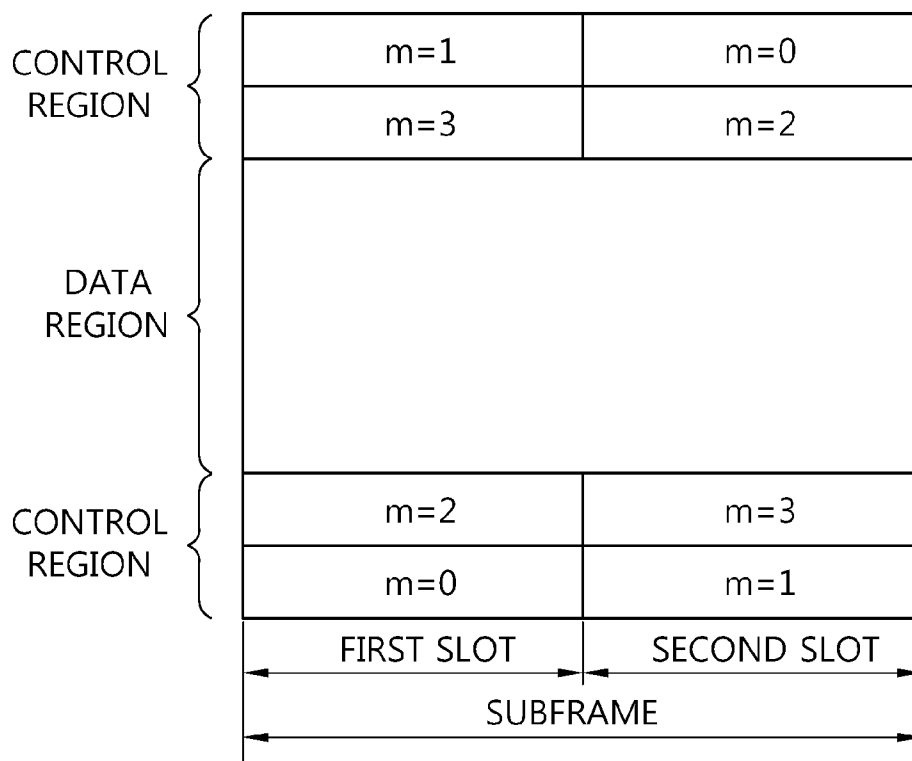 CONTROL
REGION
m=1
m=0
m=3
m=2
DATA
REGION
CONTROL
REGION
m=2
m=3
m=0
m=1
FIRST SLOT
SECOND SLOT
SUBFRAME